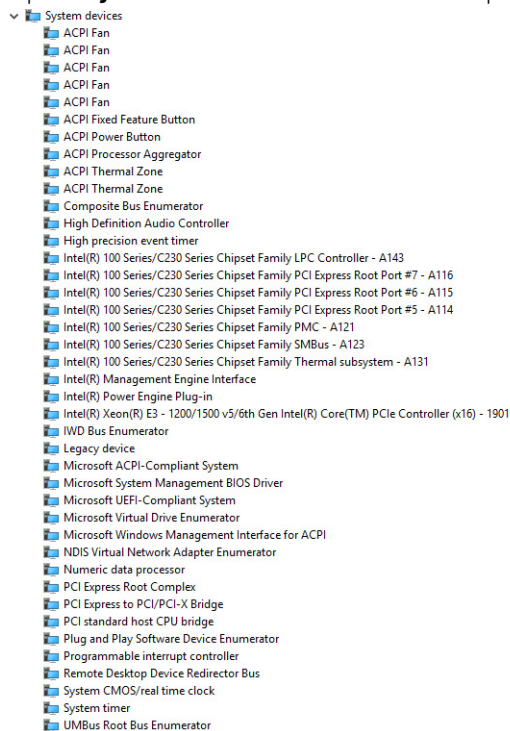 System devices
ACPI Fan
ACPI Fan
ACPI Fan
ACPI Fan
ACPI Fan
ACPI Fixed Feature Button
ACPI Power Button
ACPI Processor Aggregator
ACPI Thermal Zone
ACPI Thermal Zone
Composite Bus Enumerator
High Definition Audio Controller
High precision event timer
Intel(R) 100 Series/C230 Series Chipset Family LPC Controller - A143
Intel(R) 100 Series/C230 Series Chipset Family PCI Express Root Port #7 - A116
Intel(R) 100 Series/C230 Series Chipset Family PCI Express Root Port #6 - A115
Intel(R) 100 Series/C230 Series Chipset Family PCI Express Root Port #5 - A114
Intel(R) 100 Series/C230 Series Chipset Family PMC - A121
Intel(R) 100 Series/C230 Series Chipset Family SMBus - A123
Intel(R) 100 Series/C230 Series Chipset Family Thermal subsystem - A131
Intel(R) Management Engine Interface
Intel(R) Power Engine Plug-in
Intel(R) Xeon(R) E3 - 1200/1500 v5/6th Gen Intel(R) Core(TM) PCIe Controller (x16) - 1901
IWD Bus Enumerator
Legacy device
Microsoft ACPI-Compliant System
Microsoft System Management BIOS Driver
Microsoft UEFI-Compliant System
Microsoft Virtual Drive Enumerator
Microsoft Windows Management Interface for ACPI
NDIS Virtual Network Adapter Enumerator
Numeric data processor
PCI Express Root Complex
PCI Express to PCI/PCI-X Bridge
PCI standard host CPU bridge
Plug and Play Software Device Enumerator
Programmable interrupt controller
Remote Desktop Device Redirector Bus
System CMOS/real time clock
System timer
UMBus Root Bus Enumerator